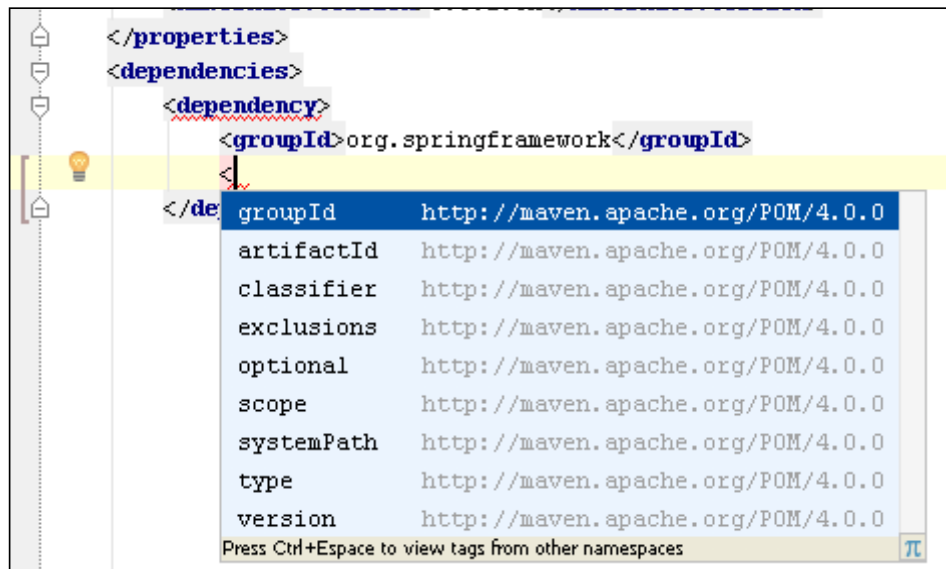 </properties>
<dependencies>
<dependency>
<groupId>org.springframework</groupId>
<
</de
groupId http://maven.apache.org/POM/4.0.0
artifactId http://maven.apache.org/POM/4.0.0
classifier http://maven.apache.org/POM/4.0.0
exclusions http://maven.apache.org/POM/4.0.0
optional http://maven.apache.org/POM/4.0.0
scope http://maven.apache.org/POM/4.0.0
systemPath http://maven.apache.org/POM/4.0.0
type http://maven.apache.org/POM/4.0.0
version http://maven.apache.org/POM/4.0.0
Press Ctrl+Espace to view tags from other namespaces π